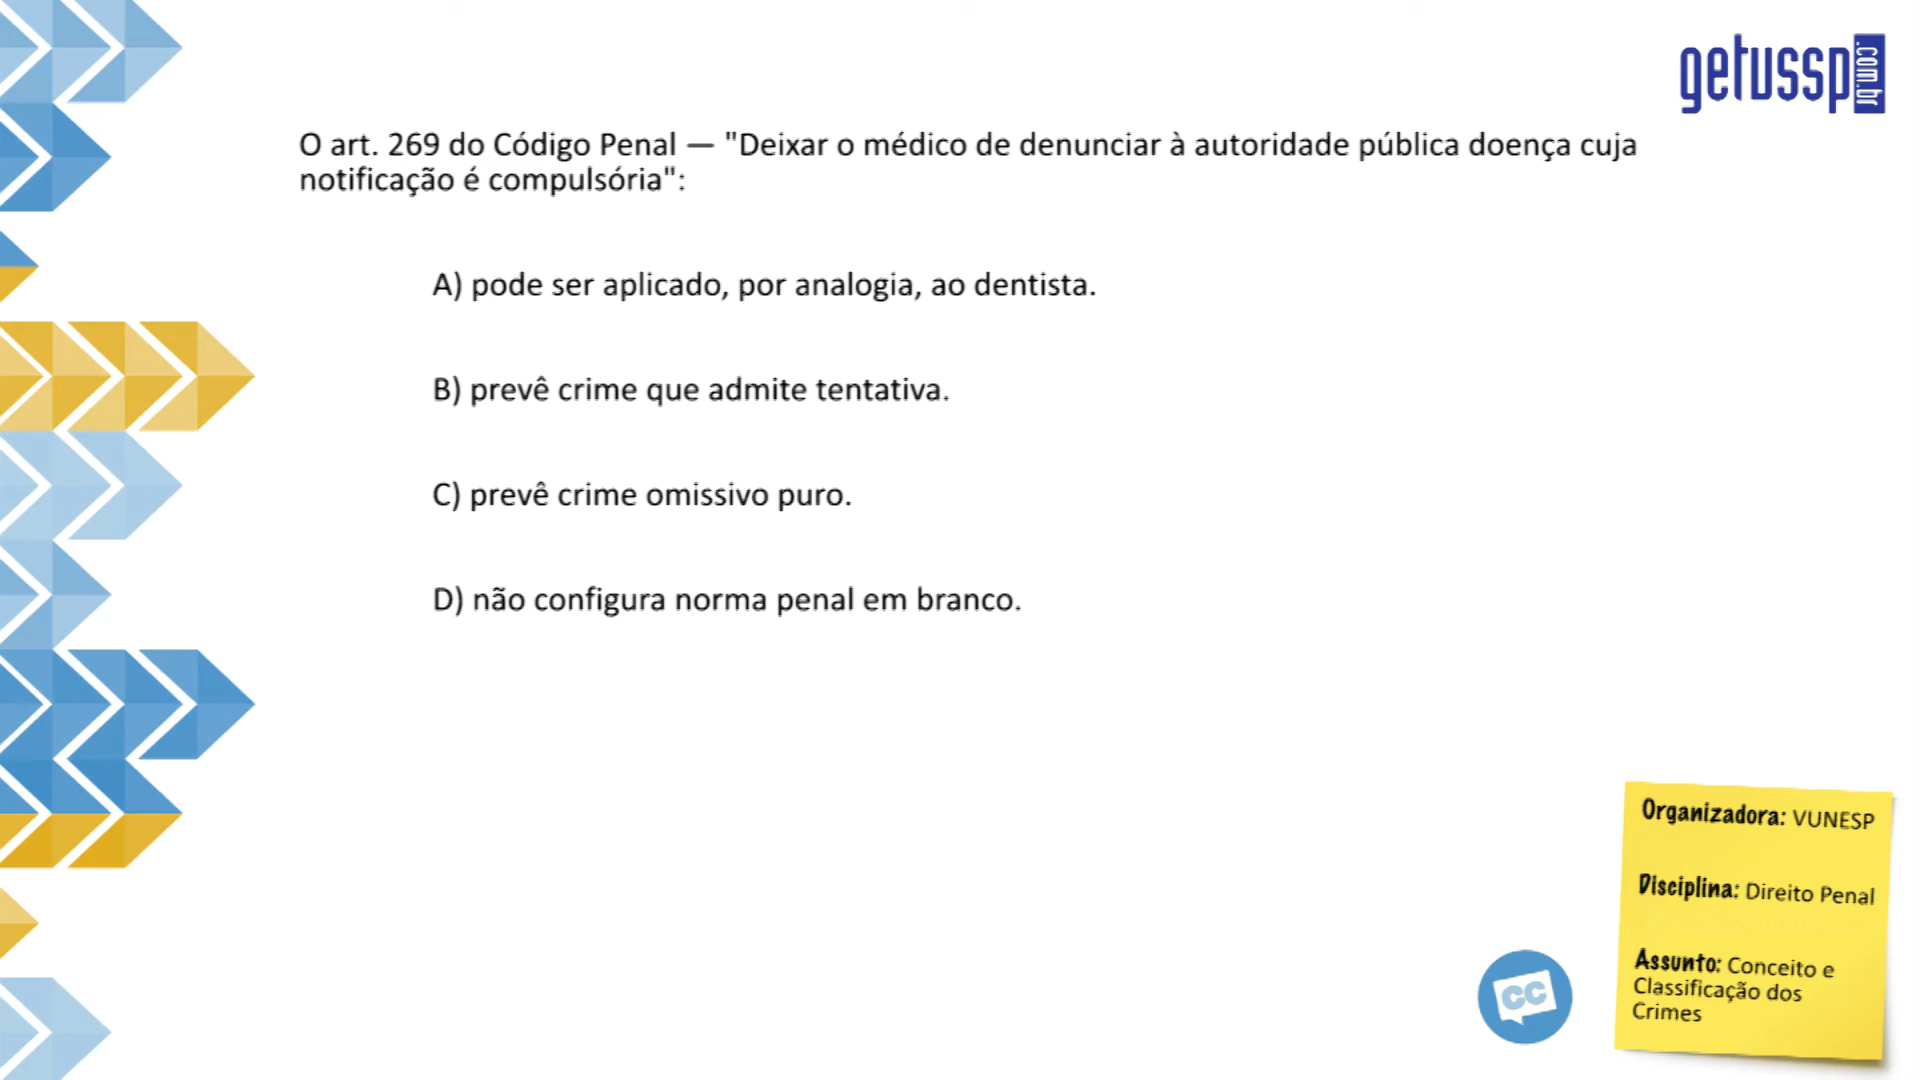 getussp.com.br
O art. 269 do Código Penal — "Deixar o médico de denunciar à autoridade pública doença cuja
notificação é compulsória":
A) pode ser aplicado, por analogia, ao dentista.
B) prevê crime que admite tentativa.
C) prevê crime omissivo puro.
D) não configura norma penal em branco.
Organizadora: VUNESP
Disciplina: Direito Penal
Assunto: Conceito e
Classificação dos
Crimes
CC